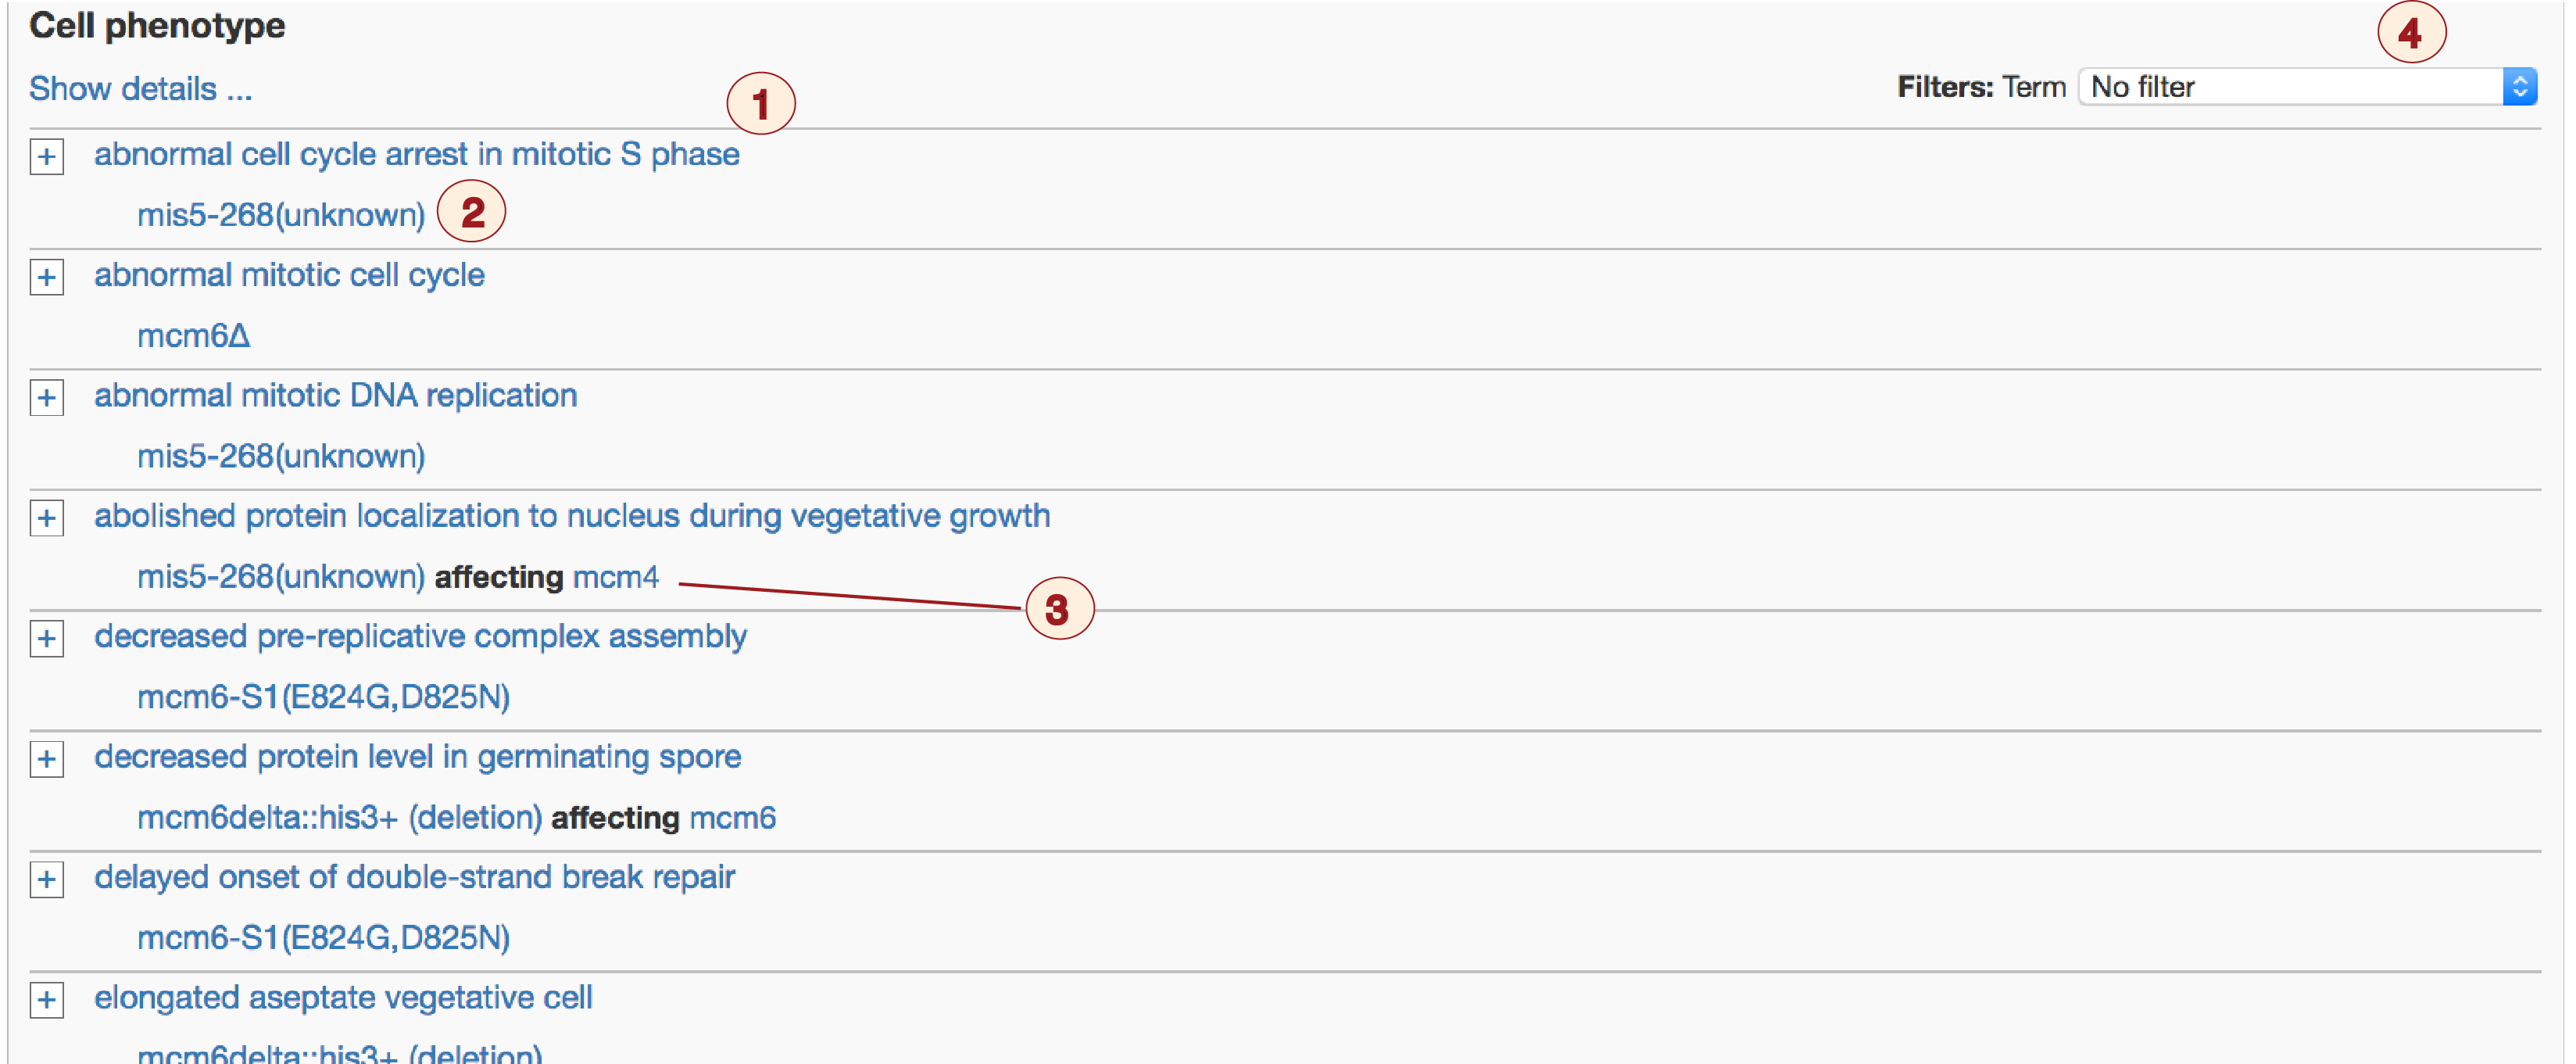 Cell phenotype
4
Show details ...
1
Filters: Term No filter
+ abnormal cell cycle arrest in mitotic S phase
mis5-268(unknown) 2
+ abnormal mitotic cell cycle
mcm6Δ
+ abnormal mitotic DNA replication
mis5-268(unknown)
+ abolished protein localization to nucleus during vegetative growth
mis5-268(unknown) affecting mcm4
3
+ decreased pre-replicative complex assembly
mcm6-S1(E824G,D825N)
+ decreased protein level in germinating spore
mcm6delta::his3+ (deletion) affecting mcm6
+ delayed onset of double-strand break repair
mcm6-S1(E824G,D825N)
+ elongated aseptate vegetative cell
mcm6delta::his3+ (deletion)